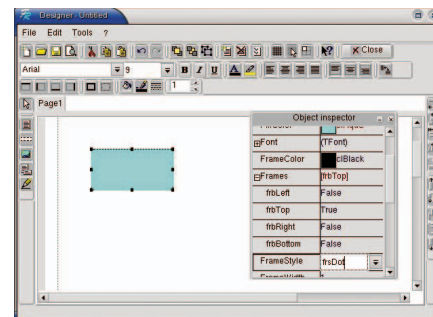 Designer - Untitled
File Edit Tools ?
Close
Arial 9 B I U A
1
Page1
Object inspector
Font (TFont)
FrameColor clBlack
Frames [frbTop]
frbLeft False
frbTop True
frbRight False
frbBottom False
FrameStyle frsDot